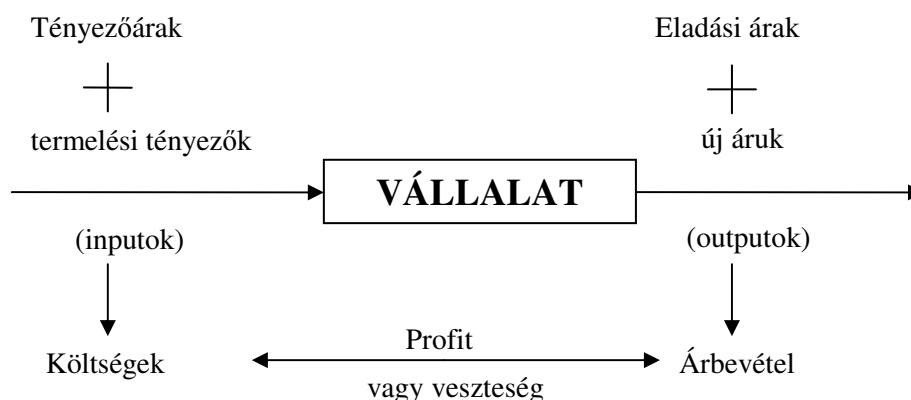 Tényezőárak
Eladási árak
termelési tényezők
új áruk
VÁLLALAT
(inputok)
(outputok)
Költségek
Profit
vagy veszteség
Árbevétel